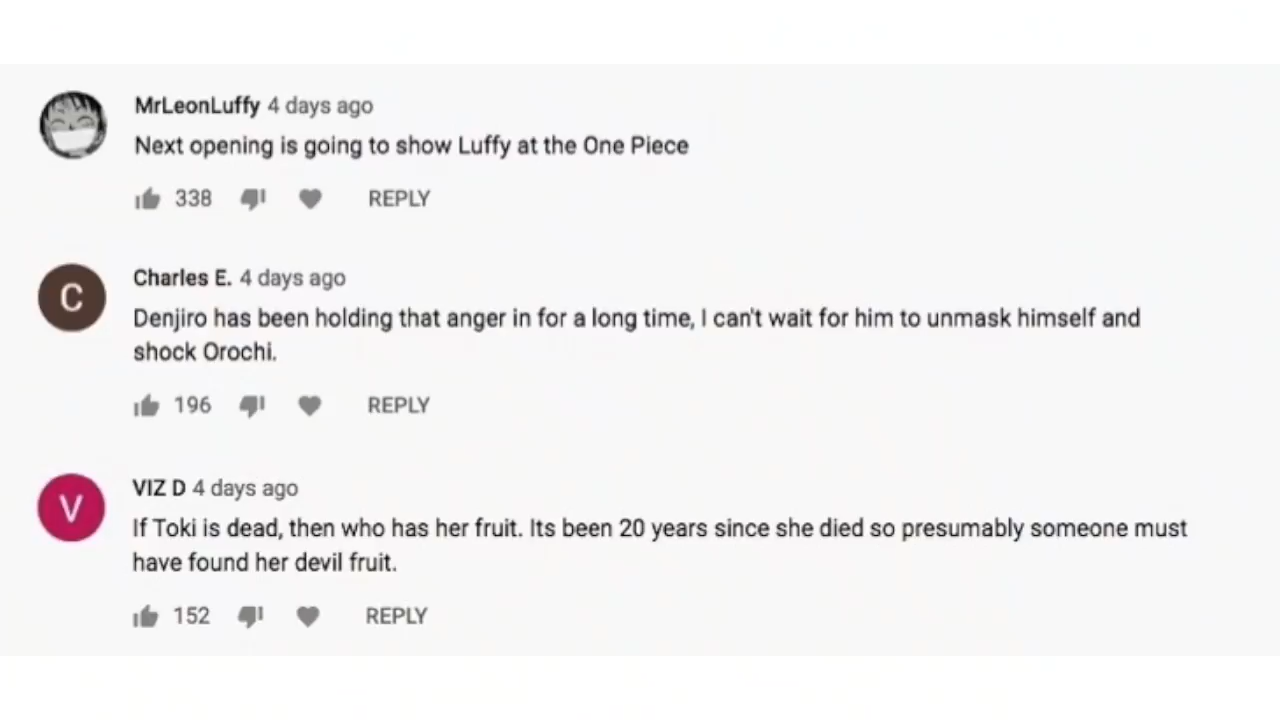 MrLeonLuffy 4 days ago
Next opening is going to show Luffy at the One Piece
338 REPLY
C
Charles E. 4 days ago
Denjiro has been holding that anger in for a long time, I can't wait for him to unmask himself and
shock Orochi.
196 REPLY
V
VIZ D 4 days ago
If Toki is dead, then who has her fruit. Its been 20 years since she died so presumably someone must
have found her devil fruit.
152 REPLY